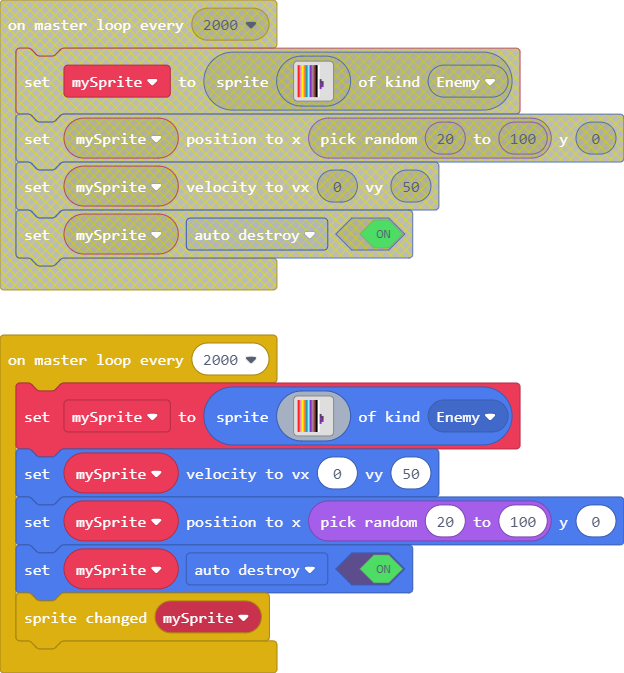 on master loop every 2000
set mySprite to sprite of kind Enemy
set mySprite position to x pick random 20 to 100 y 0
set mySprite velocity to vx 0 vy 50
set mySprite auto destroy ON
on master loop every 2000
set mySprite to sprite of kind Enemy
set mySprite velocity to vx 0 vy 50
set mySprite position to x pick random 20 to 100 y 0
set mySprite auto destroy ON
sprite changed mySprite